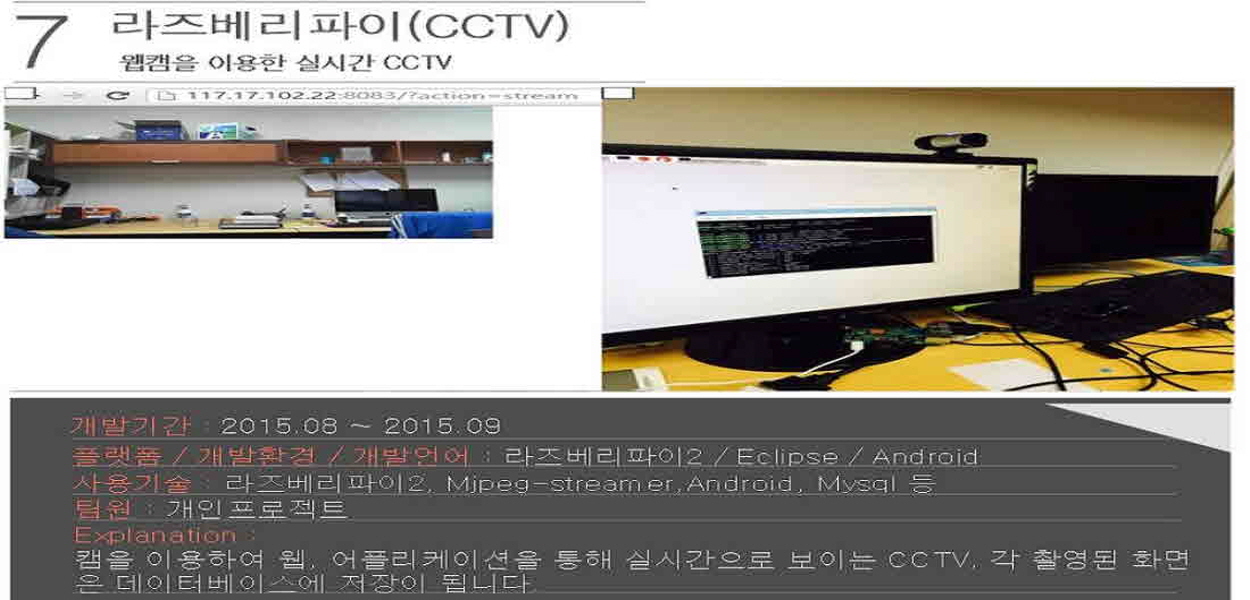 7 라즈베리파이(CCTV)
웹캠을 이용한 실시간 CCTV
117.17.102.22:8083/?action=stream
개발기간 : 2015.08 ~ 2015.09
플랫폼 / 개발환경 / 개발언어 : 라즈베리파이2 / Eclipse / Android
사용기술 : 라즈베리파이2, Mjpeg-streamer,Android, Mysql 등
팀원 : 개인프로젝트
Explanation :
캠을 이용하여 웹, 어플리케이션을 통해 실시간으로 보이는 CCTV, 각 촬영된 화면
은 데이터베이스에 저장이 됩니다.